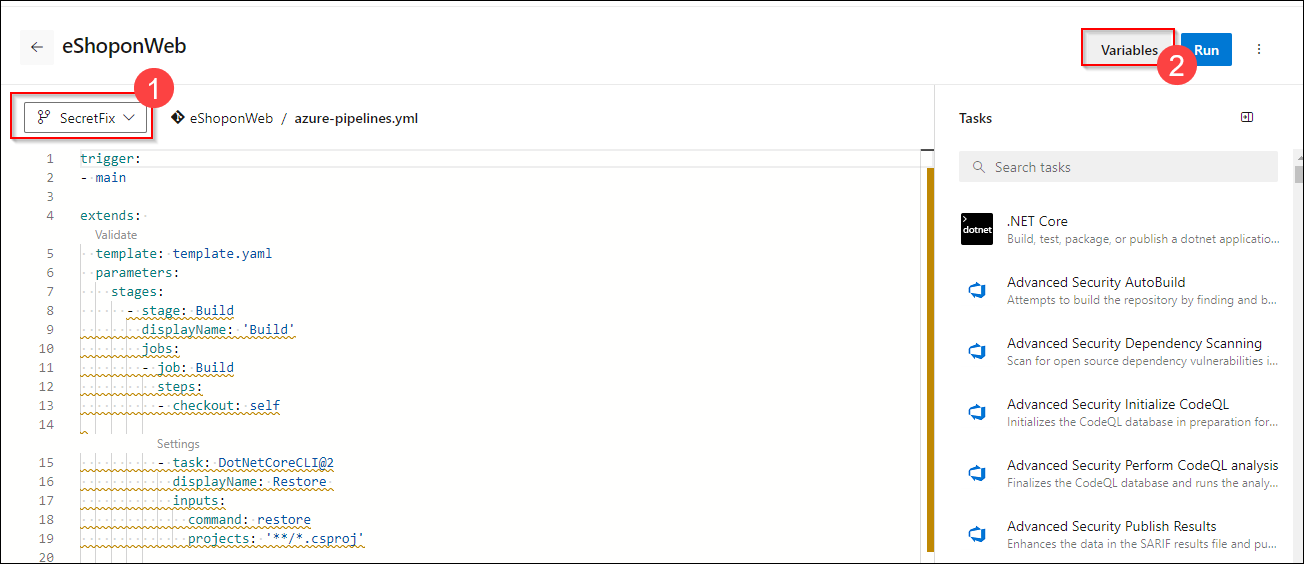 eShoponWeb
Variables
Run
1
2
SecretFix
eShoponWeb / azure-pipelines.yml
1 trigger:
2 - main
3
4 extends:
Validate
5 template: template.yaml
6 parameters:
7 stages:
8 - stage: Build
9 displayName: 'Build'
10 jobs:
11 - job: Build
12 steps:
13 - checkout: self
14
Settings
15 - task: DotNetCoreCLI@2
16 displayName: Restore
17 inputs:
18 command: restore
19 projects: '**/*.csproj'
20
Tasks
Search tasks
dotnet
.NET Core
Build, test, package, or publish a dotnet applicatio...
Advanced Security AutoBuild
Attempts to build the repository by finding and b...
Advanced Security Dependency Scanning
Scan for open source dependency vulnerabilities i...
Advanced Security Initialize CodeQL
Initializes the CodeQL database in preparation for...
Advanced Security Perform CodeQL analysis
Finalizes the CodeQL database and runs the analy...
Advanced Security Publish Results
Enhances the data in the SARIF results file and pu...